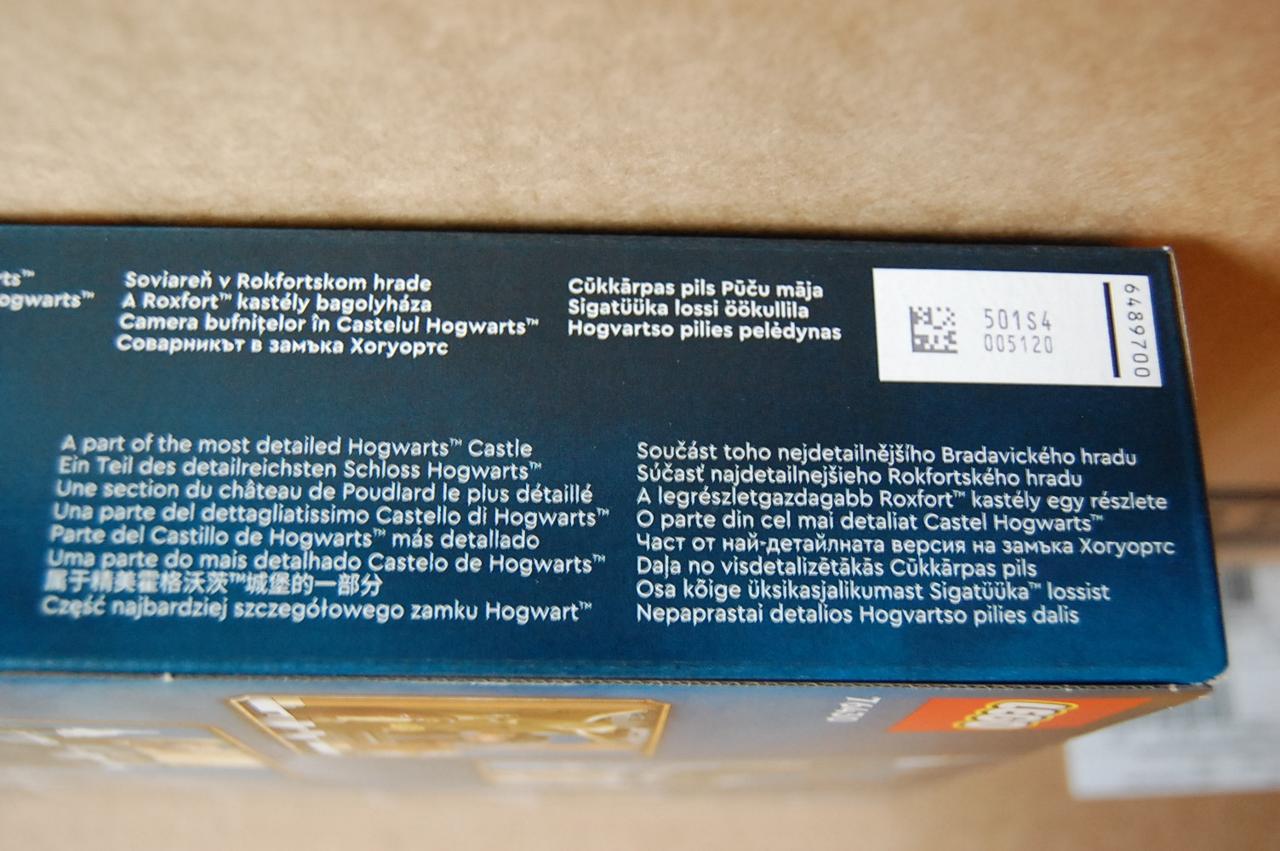 rts™
ogwarts™
Soviareň v Rokfortskom hrade
A Roxfort™ kastély bagolyháza
Camera bufnițelor în Castelul Hogwarts™
Соварникът в замъка Хогуортс
Cūkkārpas pils Pūču māja
Sigatüüka lossi öökullila
Hogvartso pilies pelėdynas
501S4
005120
6489700
A part of the most detailed Hogwarts™ Castle
Ein Teil des detailreichsten Schloss Hogwarts™
Une section du château de Poudlard le plus détaillé
Una parte del dettagliatissimo Castello di Hogwarts™
Parte del Castillo de Hogwarts™ más detallado
Uma parte do mais detalhado Castelo de Hogwarts™
属于精美霍格沃茨™城堡的一部分
Część najbardziej szczegółowego zamku Hogwart™
Součást toho nejdetailnějšího Bradavického hradu
Súčasť najdetailnejšieho Rokfortského hradu
A legrészletgazdagabb Roxfort™ kastély egy részlete
O parte din cel mai detaliat Castel Hogwarts™
Част от най-детайлната версия на замъка Хогуортс
Daļa no visdetalizētākās Cūkkārpas pils
Osa kõige üksikasjalikumast Sigatüüka™ lossist
Nepaprastai detalios Hogvartso pilies dalis
LEGO